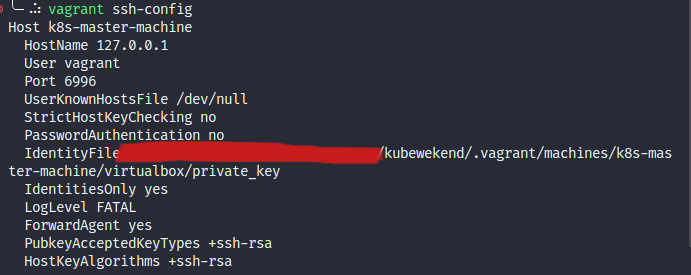 vagrant ssh-config
Host k8s-master-machine
HostName 127.0.0.1
User vagrant
Port 6996
UserKnownHostsFile /dev/null
StrictHostKeyChecking no
PasswordAuthentication no
IdentityFile /kubewekend/.vagrant/machines/k8s-mas
ter-machine/virtualbox/private_key
IdentitiesOnly yes
LogLevel FATAL
ForwardAgent yes
PubkeyAcceptedKeyTypes +ssh-rsa
HostKeyAlgorithms +ssh-rsa